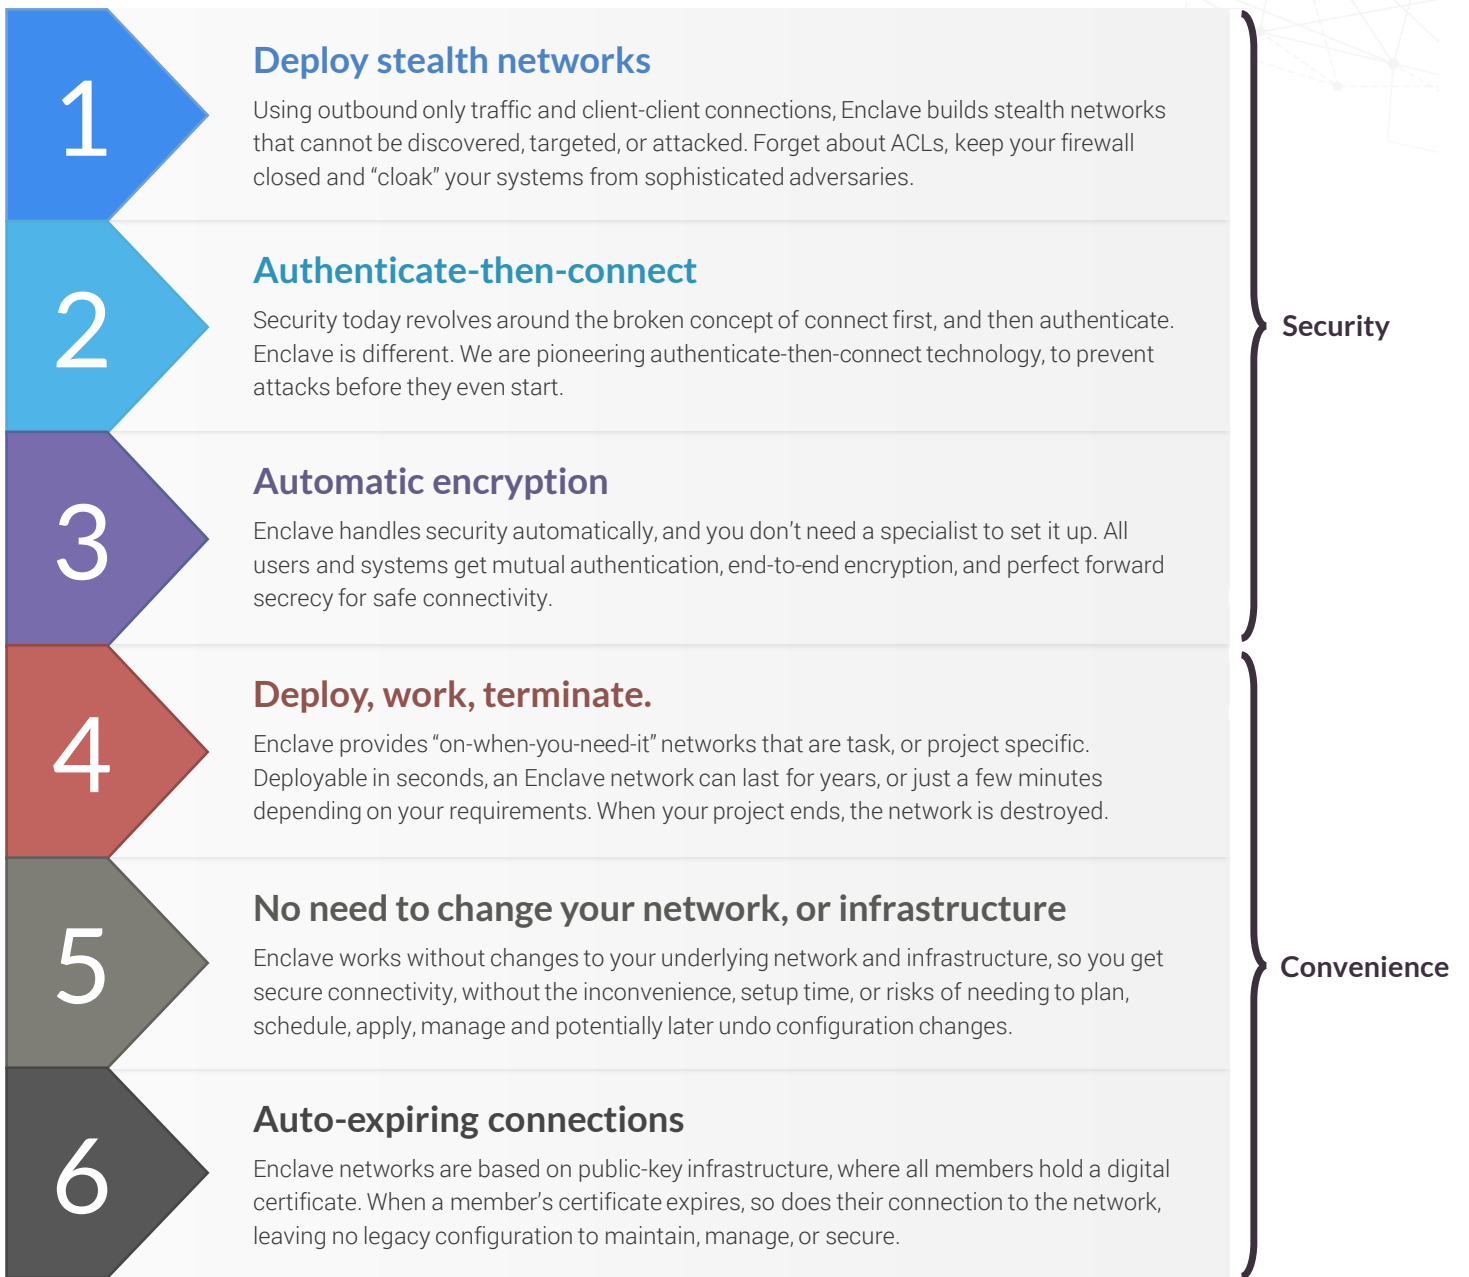 1
Deploy stealth networks
Using outbound only traffic and client-client connections, Enclave builds stealth networks
that cannot be discovered, targeted, or attacked. Forget about ACLs, keep your firewall
closed and “cloak” your systems from sophisticated adversaries.
2
Authenticate-then-connect
Security today revolves around the broken concept of connect first, and then authenticate.
Enclave is different. We are pioneering authenticate-then-connect technology, to prevent
attacks before they even start.
Security
3
Automatic encryption
Enclave handles security automatically, and you don’t need a specialist to set it up. All
users and systems get mutual authentication, end-to-end encryption, and perfect forward
secrecy for safe connectivity.
4
Deploy, work, terminate.
Enclave provides “on-when-you-need-it” networks that are task, or project specific.
Deployable in seconds, an Enclave network can last for years, or just a few minutes
depending on your requirements. When your project ends, the network is destroyed.
5
No need to change your network, or infrastructure
Enclave works without changes to your underlying network and infrastructure, so you get
secure connectivity, without the inconvenience, setup time, or risks of needing to plan,
schedule, apply, manage and potentially later undo configuration changes.
Convenience
6
Auto-expiring connections
Enclave networks are based on public-key infrastructure, where all members hold a digital
certificate. When a member’s certificate expires, so does their connection to the network,
leaving no legacy configuration to maintain, manage, or secure.